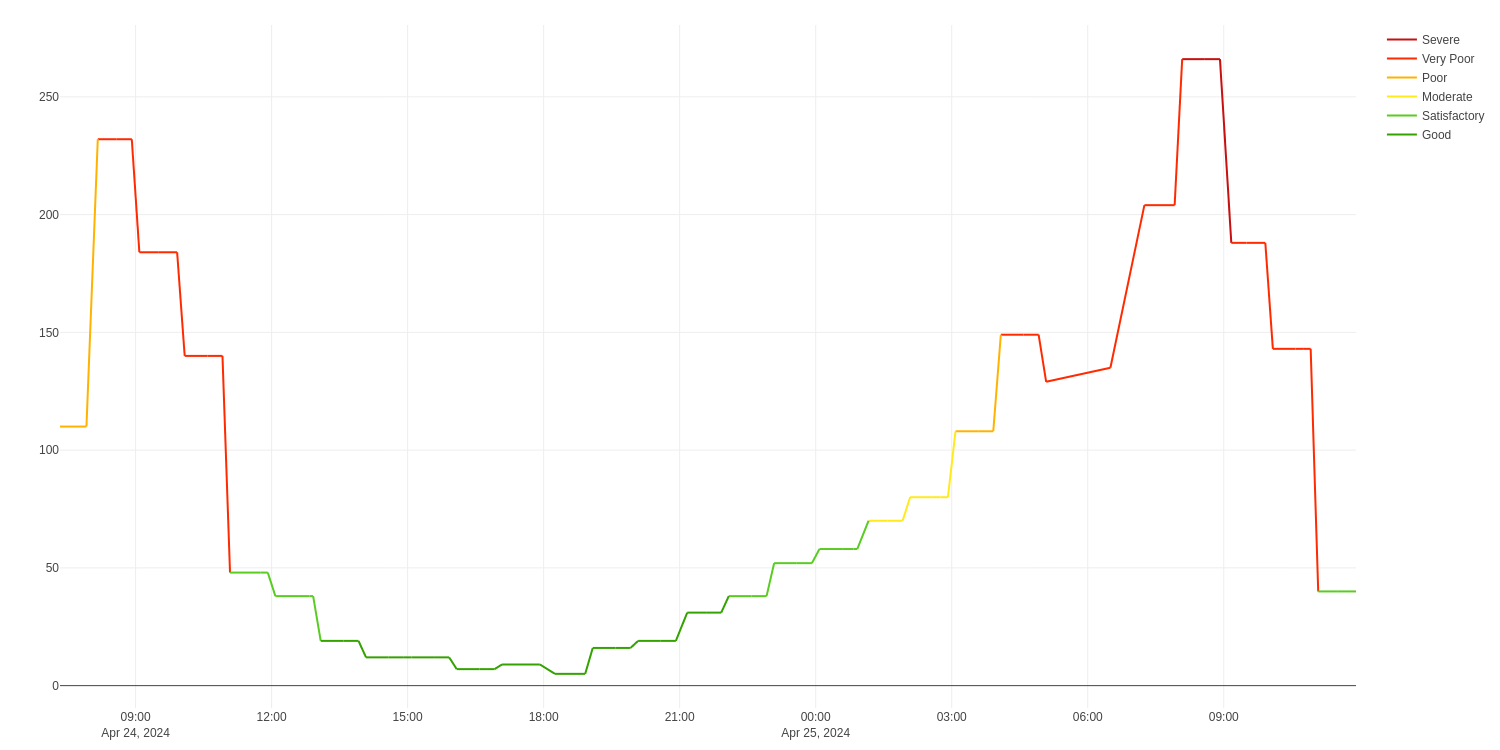 250
200
150
100
50
0
09:00 12:00 15:00 18:00 21:00 00:00 03:00 06:00 09:00
Apr 24, 2024 Apr 25, 2024
Severe
Very Poor
Poor
Moderate
Satisfactory
Good